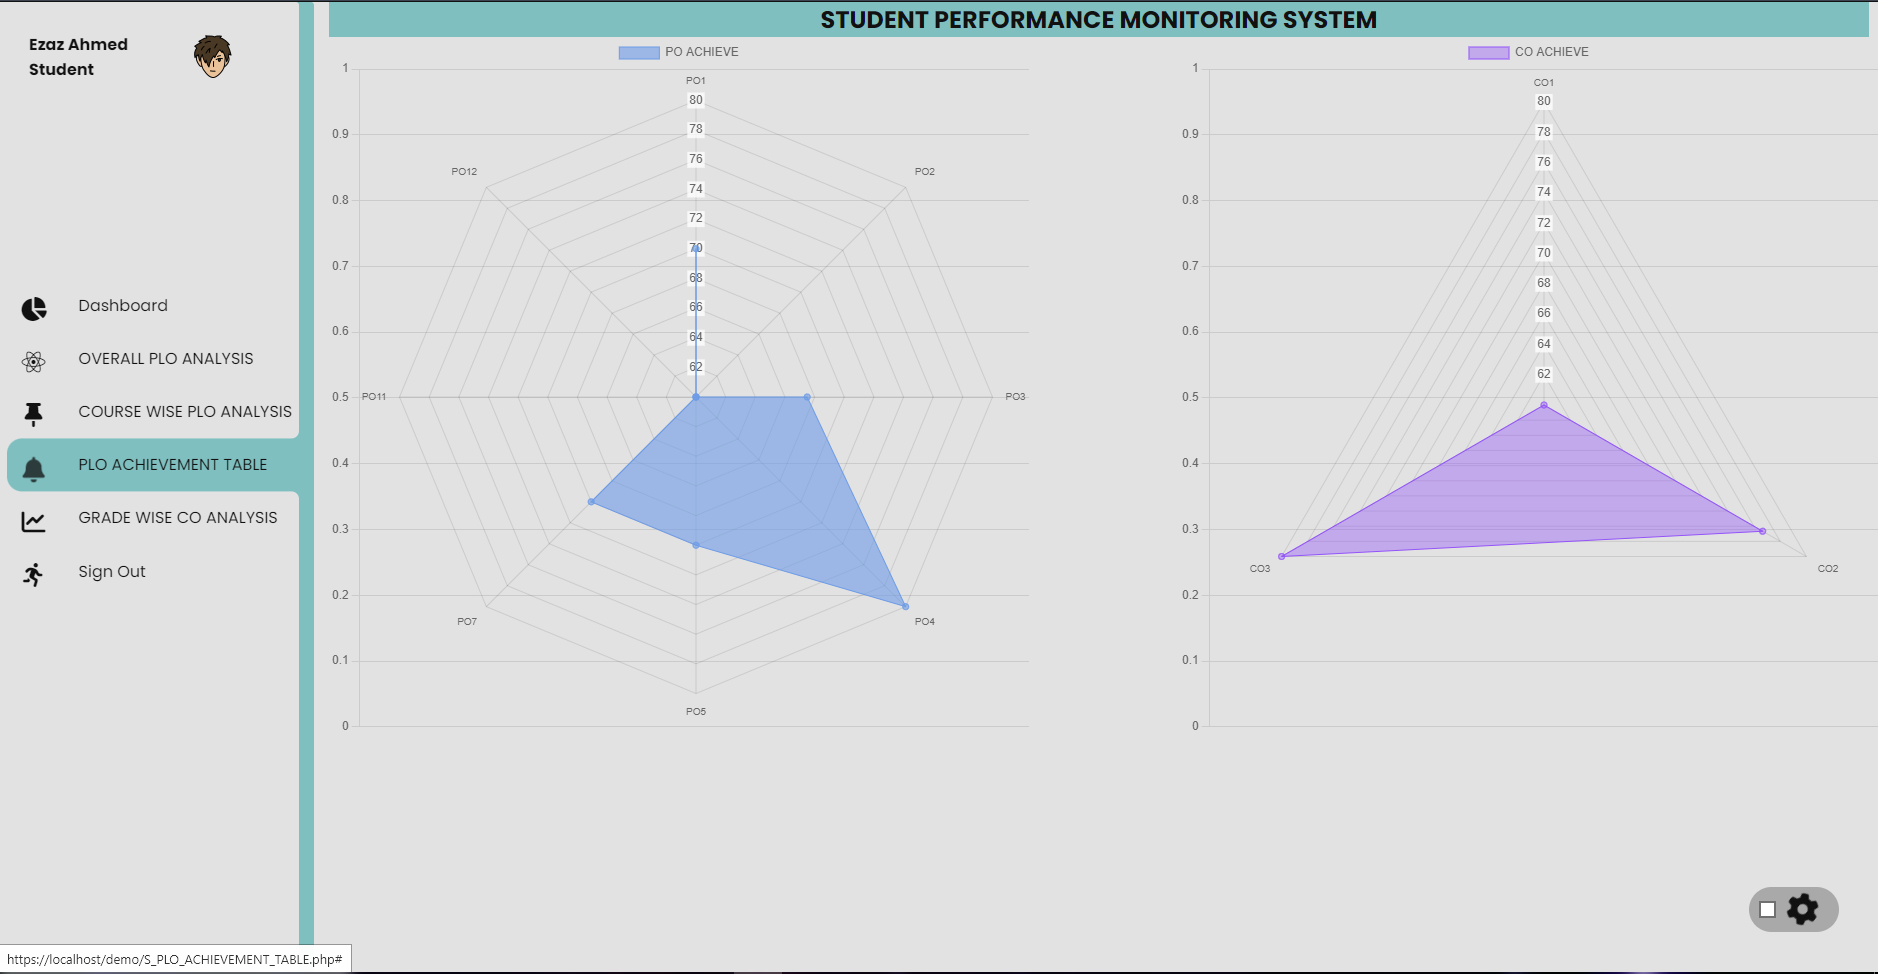 STUDENT PERFORMANCE MONITORING SYSTEM
Ezaz Ahmed
Student
Dashboard
OVERALL PLO ANALYSIS
COURSE WISE PLO ANALYSIS
PLO ACHIEVEMENT TABLE
GRADE WISE CO ANALYSIS
Sign Out
PO ACHIEVE
1
0.9
0.8
0.7
0.6
0.5
0.4
0.3
0.2
0.1
0
PO1
80
78
76
74
72
70
68
66
64
62
PO2
PO3
PO4
PO5
PO7
PO11
PO12
CO ACHIEVE
1
0.9
0.8
0.7
0.6
0.5
0.4
0.3
0.2
0.1
0
CO1
80
78
76
74
72
70
68
66
64
62
CO2
CO3
https://localhost/demo/S_PLO_ACHIEVEMENT_TABLE.php#